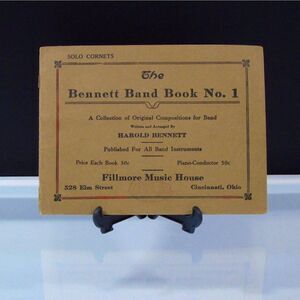 SOLO CORNETS
The
Bennett Band Book No. 1
A Collection of Original Compositions for Band
Written and Arranged By
HAROLD BENNETT
Published For All Band Instruments
Price Each Book 30c Piano-Conductor 50c
Fillmore Music House
528 Elm Street Cincinnati, Ohio